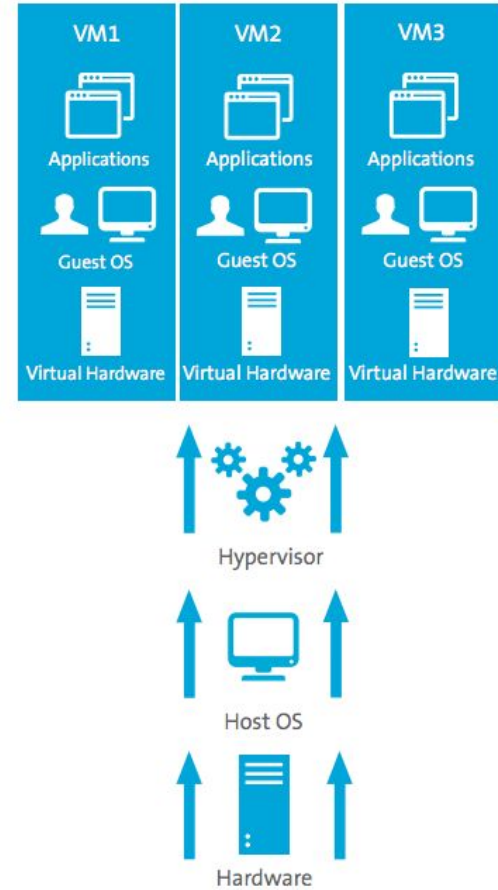 VM1 VM2 VM3
Applications Applications Applications
Guest OS Guest OS Guest OS
Virtual Hardware Virtual Hardware Virtual Hardware
Hypervisor
Host OS
Hardware